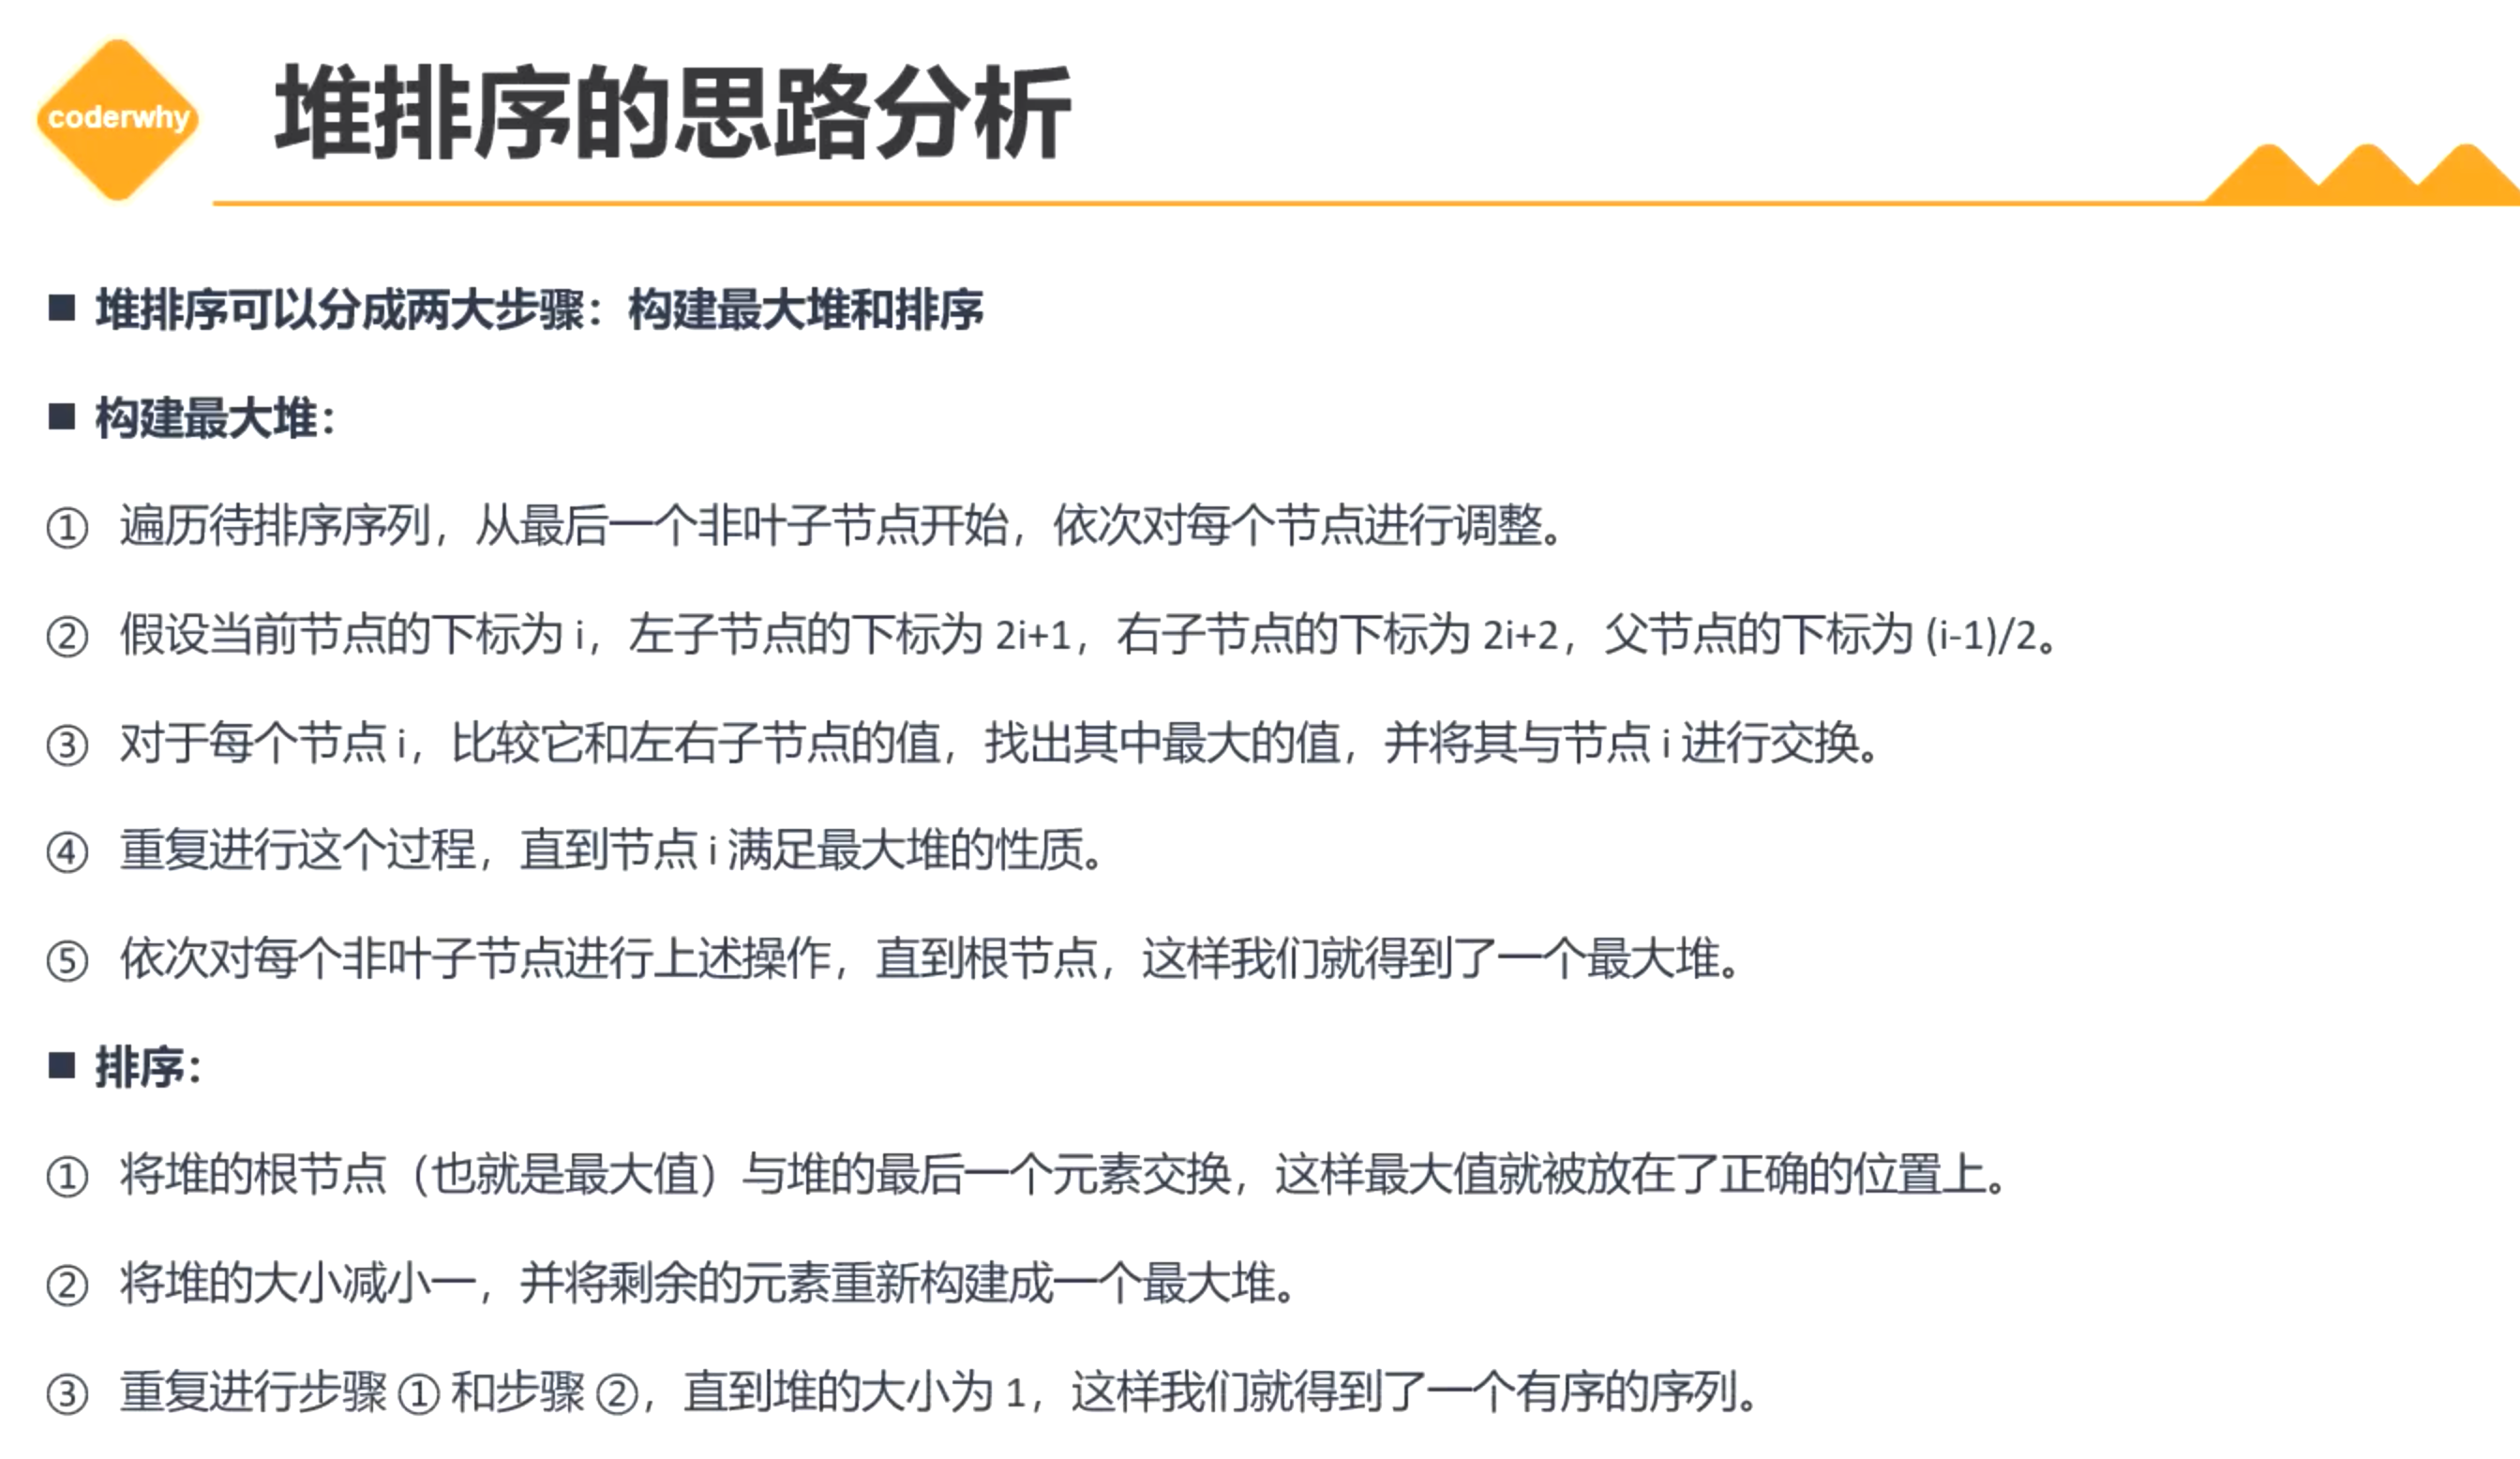 coderwhy
堆排序的思路分析
■ 堆排序可以分成两大步骤：构建最大堆和排序
■ 构建最大堆：
① 遍历待排序序列，从最后一个非叶子节点开始，依次对每个节点进行调整。
② 假设当前节点的下标为 i，左子节点的下标为 2i+1，右子节点的下标为 2i+2，父节点的下标为 (i-1)/2。
③ 对于每个节点 i，比较它和左右子节点的值，找出其中最大的值，并将其与节点 i 进行交换。
④ 重复进行这个过程，直到节点 i 满足最大堆的性质。
⑤ 依次对每个非叶子节点进行上述操作，直到根节点，这样我们就得到了一个最大堆。
■ 排序：
① 将堆的根节点（也就是最大值）与堆的最后一个元素交换，这样最大值就被放在了正确的位置上。
② 将堆的大小减小一，并将剩余的元素重新构建成一个最大堆。
③ 重复进行步骤 ① 和步骤 ②，直到堆的大小为 1，这样我们就得到了一个有序的序列。